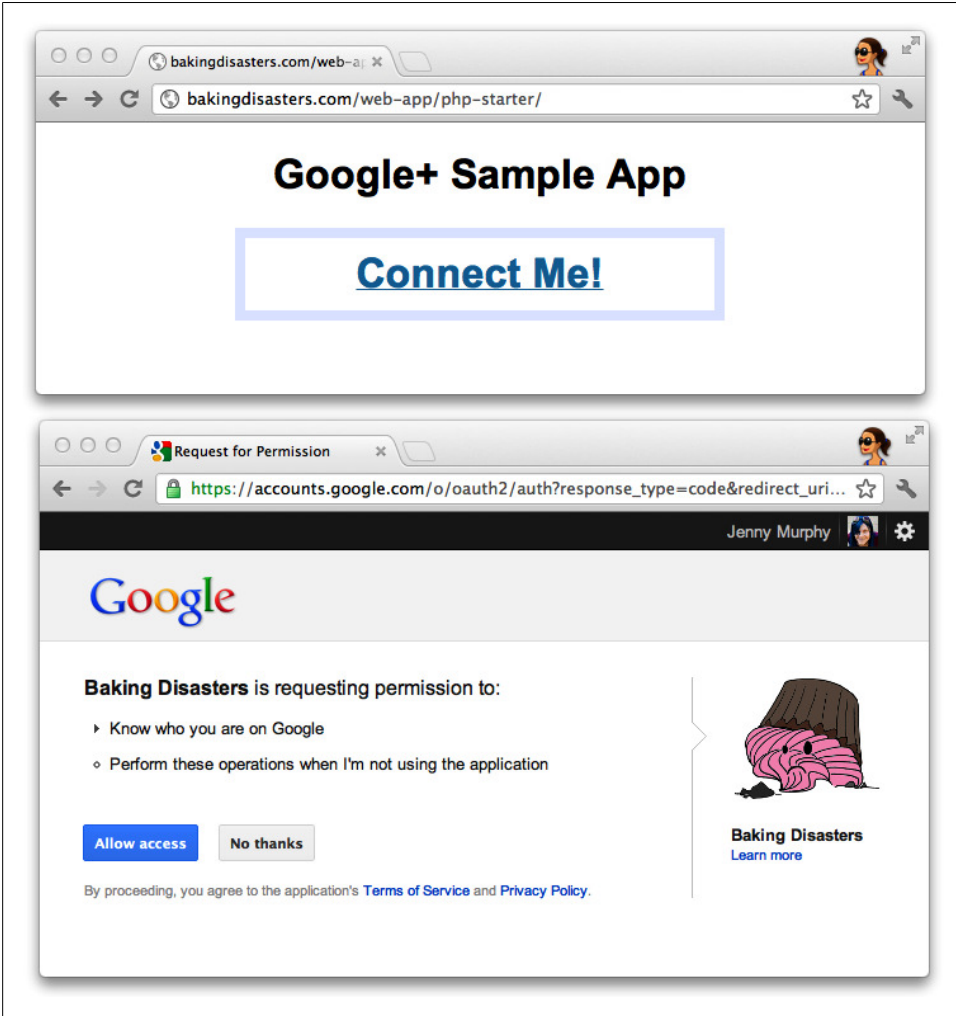 bakingdisasters.com/web-ap
bakingdisasters.com/web-app/php-starter/
Google+ Sample App
Connect Me!
Request for Permission
https://accounts.google.com/o/oauth2/auth?response_type=code&redirect_uri...
Jenny Murphy
Google
Baking Disasters is requesting permission to:
Know who you are on Google
Perform these operations when I'm not using the application
Allow access
No thanks
By proceeding, you agree to the application's Terms of Service and Privacy Policy.
Baking Disasters
Learn more